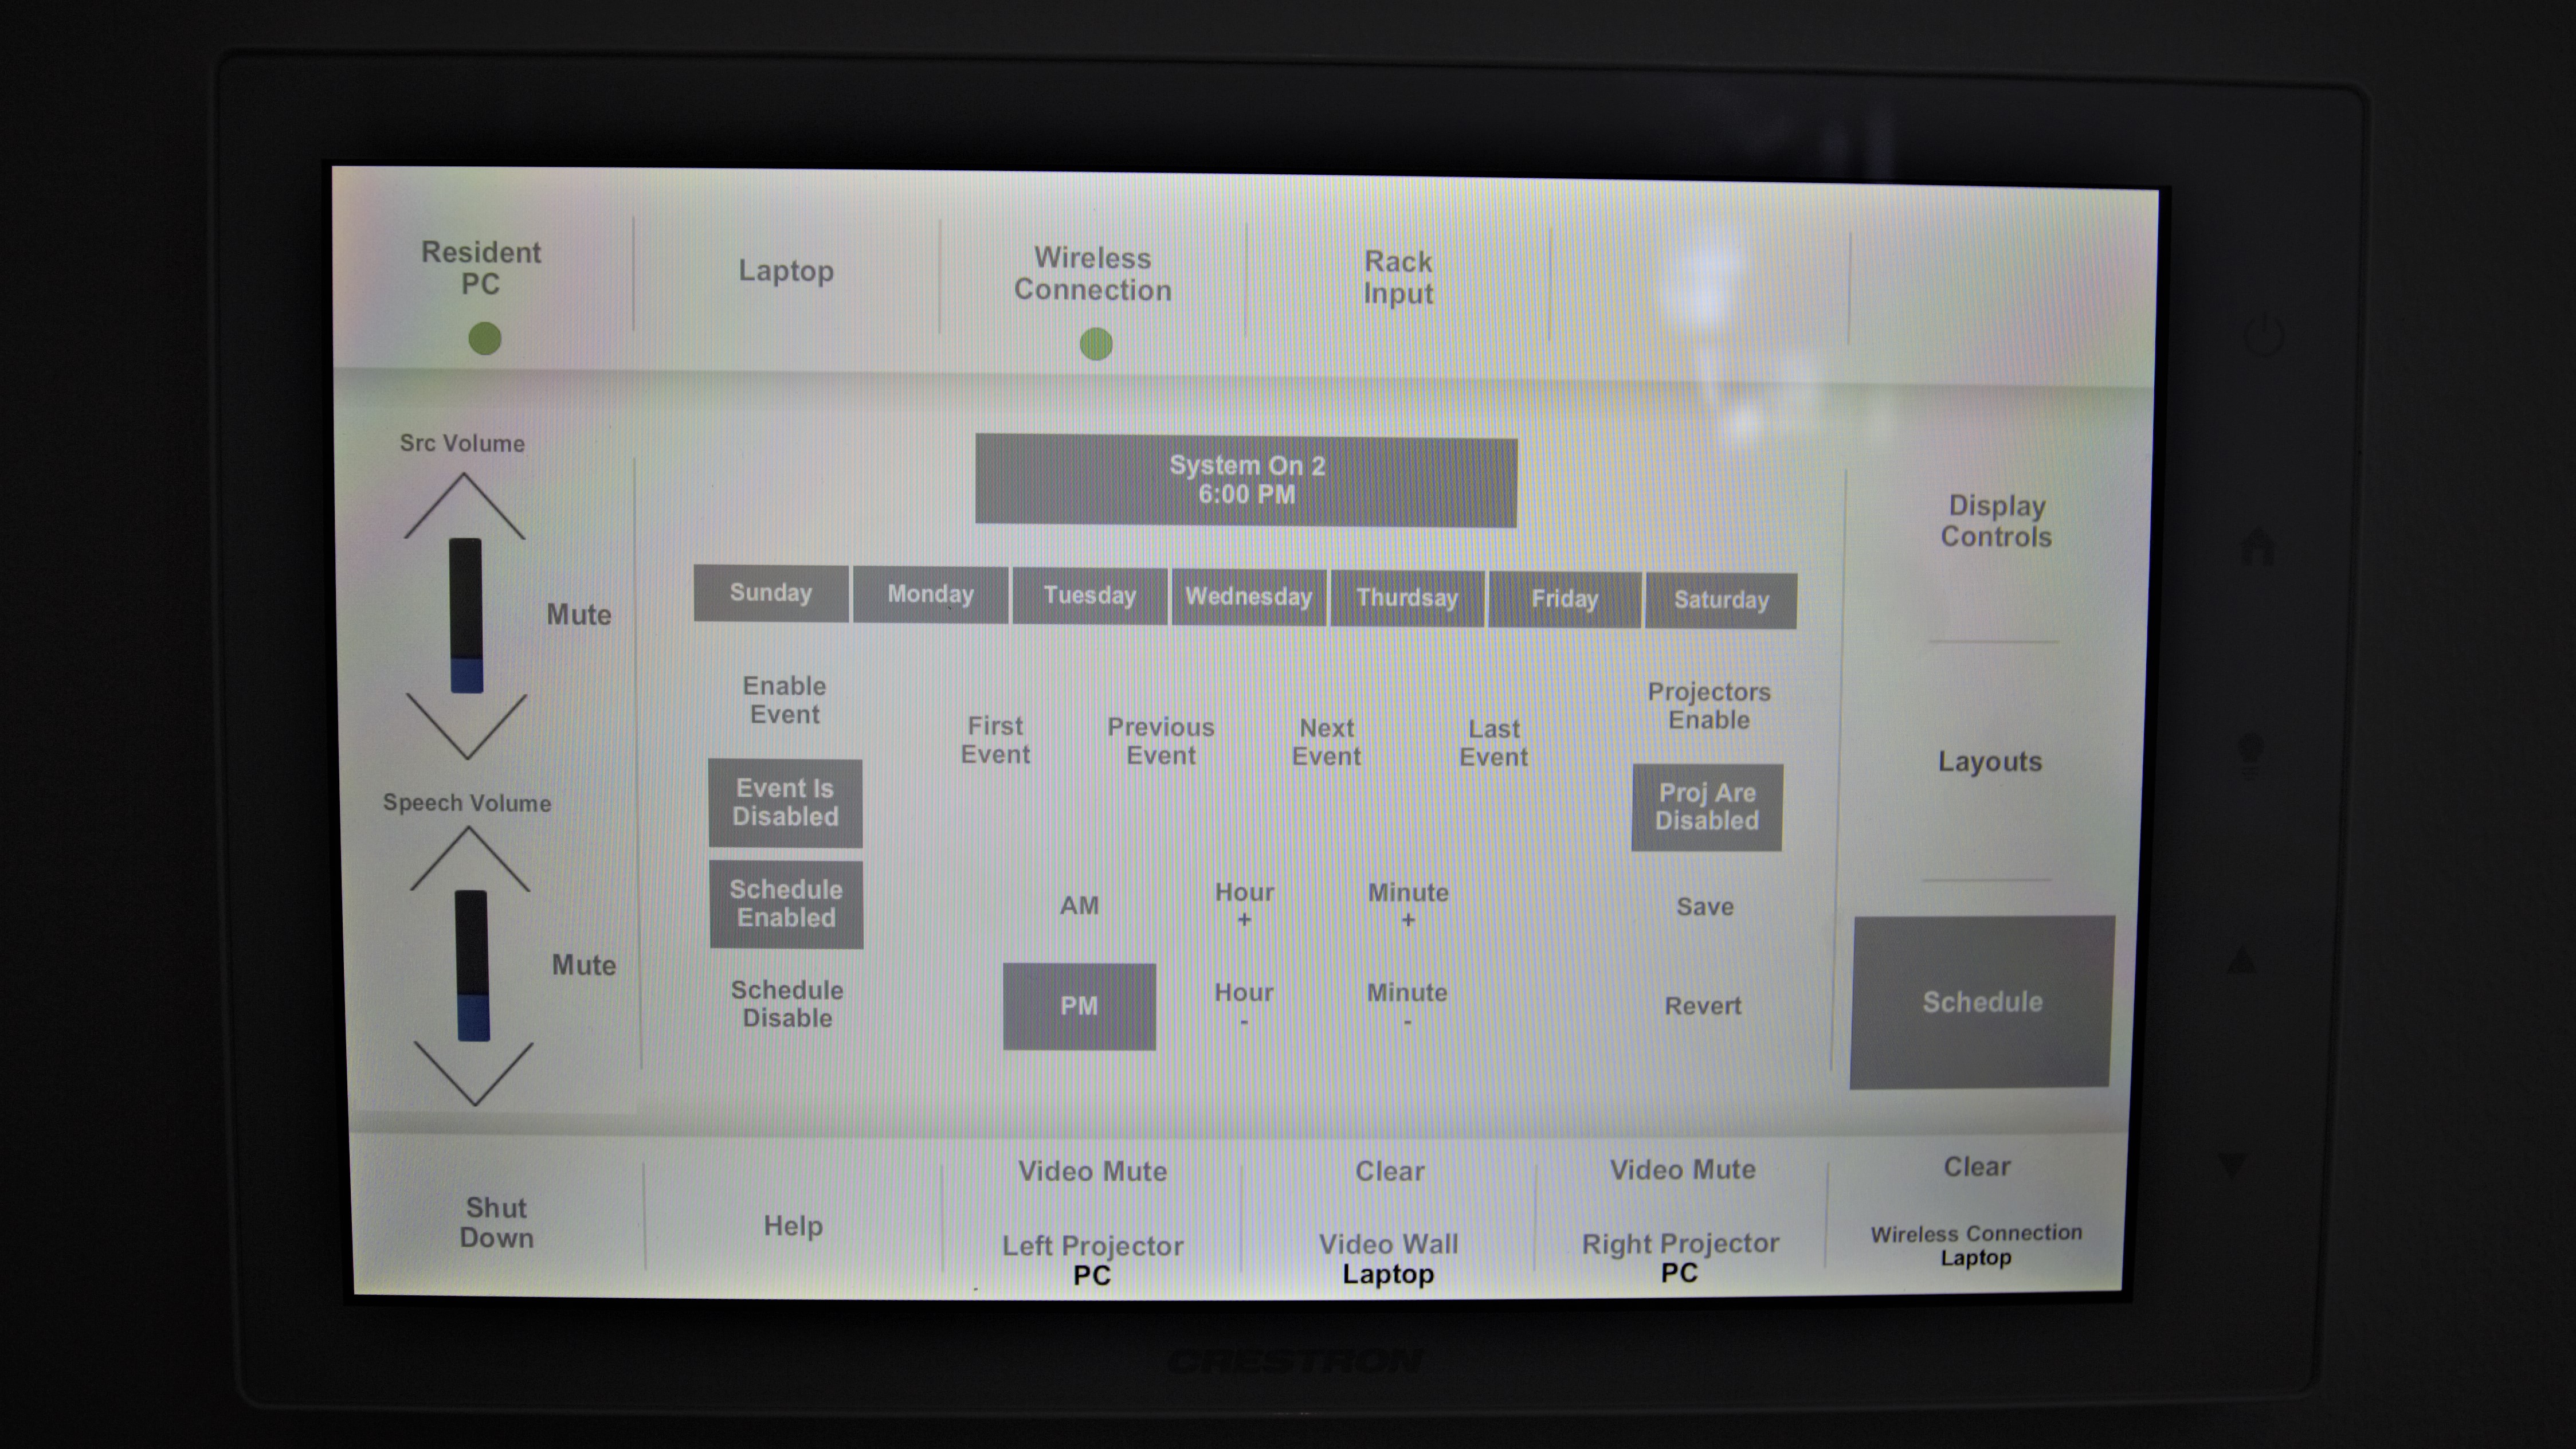 Resident
PC
Laptop
Wireless
Connection
Rack
Input
Src Volume
Mute
Speech Volume
Mute
System On 2
6:00 PM
Sunday
Monday
Tuesday
Wednesday
Thurdsay
Friday
Saturday
Enable
Event
First
Event
Previous
Event
Next
Event
Last
Event
Projectors
Enable
Event Is
Disabled
Proj Are
Disabled
Schedule
Enabled
AM
Hour
+
Minute
+
Save
Schedule
Disable
PM
Hour
-
Minute
-
Revert
Display
Controls
Layouts
Schedule
Shut
Down
Help
Video Mute
Left Projector
PC
Clear
Video Wall
Laptop
Video Mute
Right Projector
PC
Clear
Wireless Connection
Laptop
CRESTRON